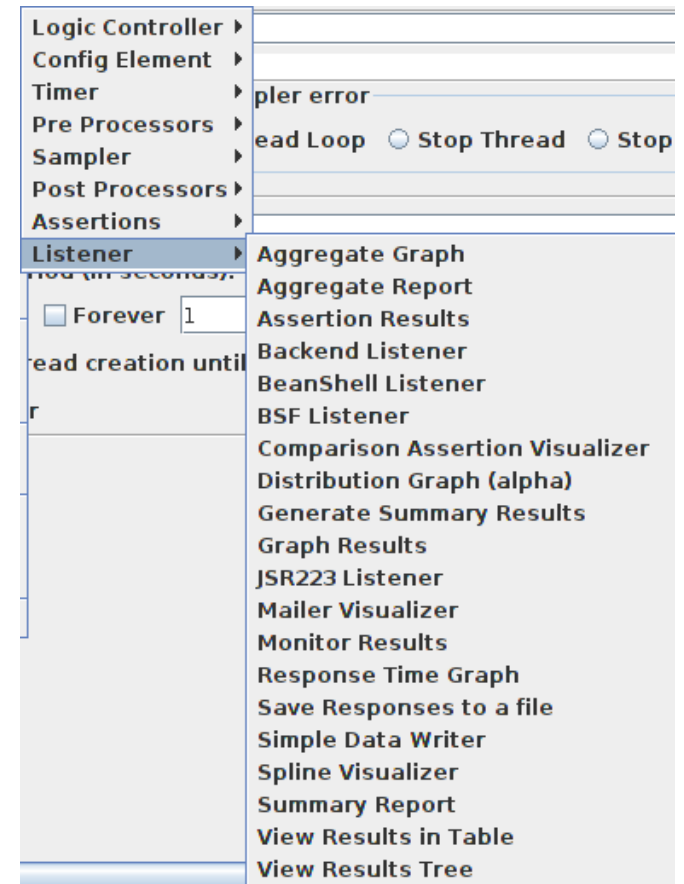 Logic Controller
Config Element
Timer
pler error
Pre Processors
ead Loop Stop Thread Stop
Sampler
Post Processors
Assertions
Listener
Aggregate Graph
Aggregate Report
Assertion Results
Backend Listener
BeanShell Listener
BSF Listener
Comparison Assertion Visualizer
Distribution Graph (alpha)
Generate Summary Results
Graph Results
JSR223 Listener
Mailer Visualizer
Monitor Results
Response Time Graph
Save Responses to a file
Simple Data Writer
Spline Visualizer
Summary Report
View Results in Table
View Results Tree
(in seconds):
Forever 1
read creation until
r